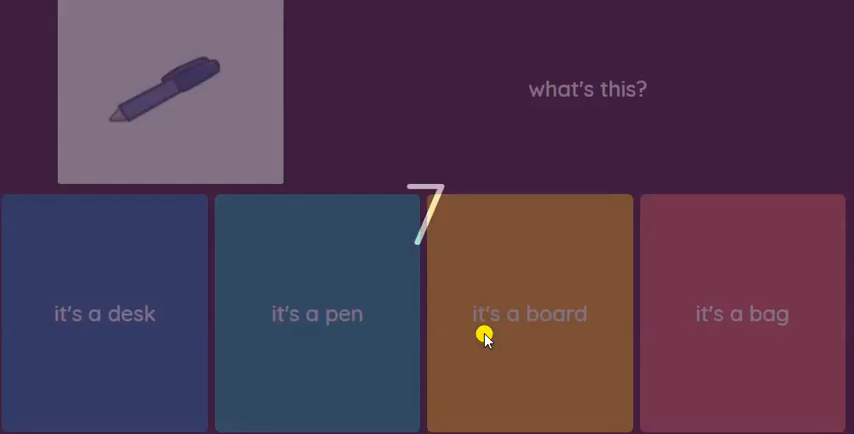 what's this?
7
it's a desk
it's a pen
it's a board
it's a bag